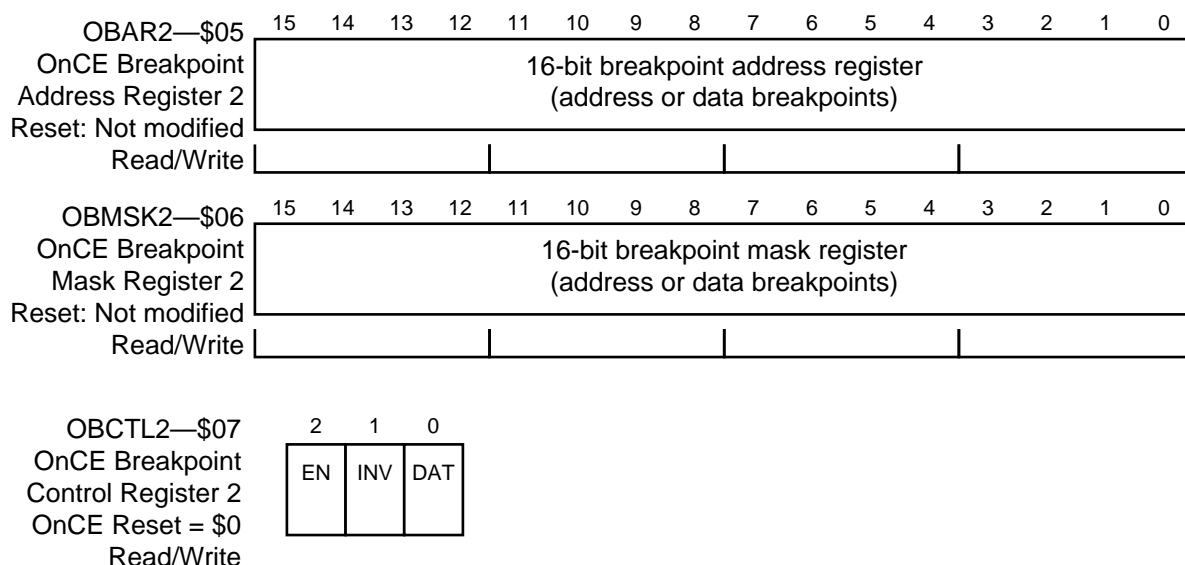 OBAR2—$05
OnCE Breakpoint
Address Register 2
Reset: Not modified
Read/Write
15 14 13 12 11 10 9 8 7 6 5 4 3 2 1 0
16-bit breakpoint address register
(address or data breakpoints)
OBMSK2—$06
OnCE Breakpoint
Mask Register 2
Reset: Not modified
Read/Write
15 14 13 12 11 10 9 8 7 6 5 4 3 2 1 0
16-bit breakpoint mask register
(address or data breakpoints)
OBCTL2—$07
OnCE Breakpoint
Control Register 2
OnCE Reset = $0
Read/Write
2 1 0
EN INV DAT